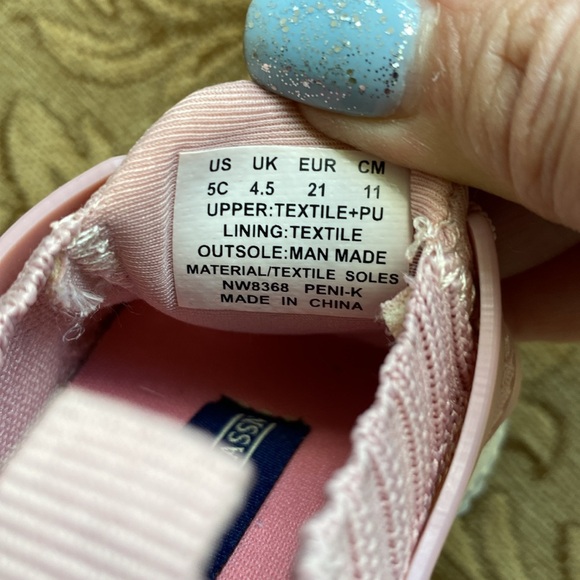 US UK EUR CM
5C 4.5 21 11
UPPER:TEXTILE+PU
LINING:TEXTILE
OUTSOLE:MAN MADE
MATERIAL/TEXTILE SOLES
NW8368 PENI-K
MADE IN CHINA